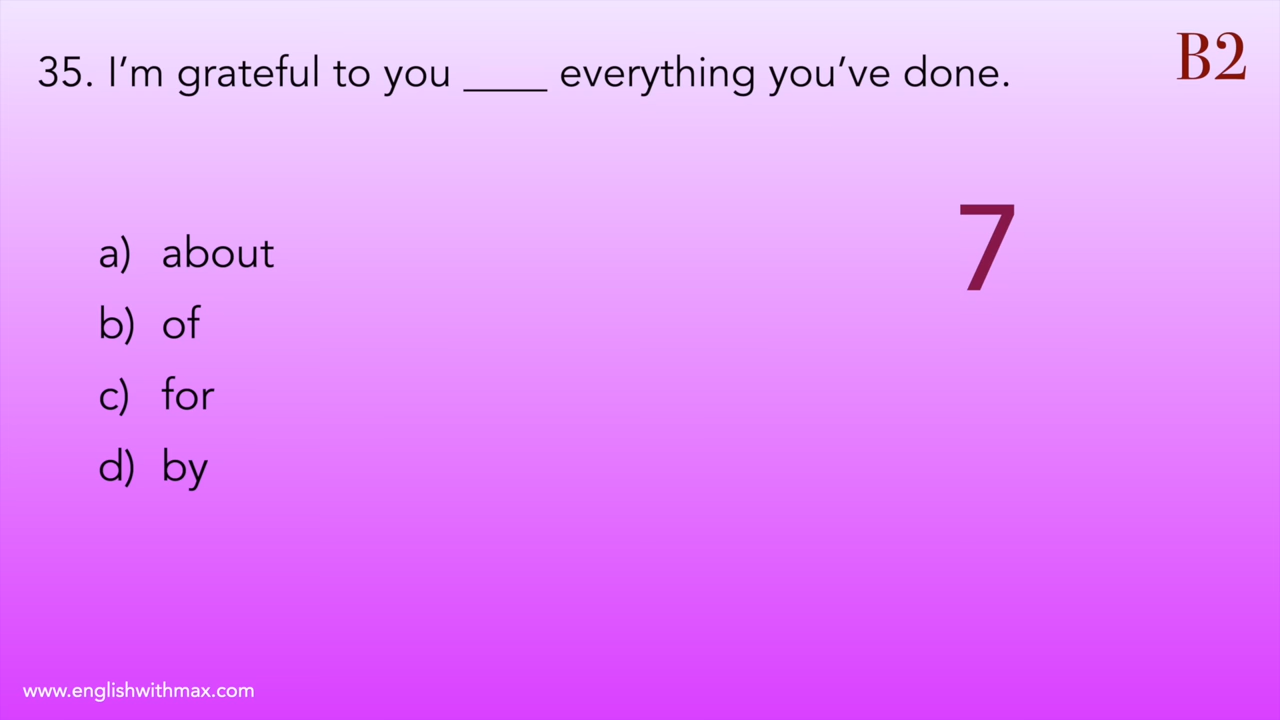 35. I’m grateful to you ____ everything you’ve done.
B2
7
a) about
b) of
c) for
d) by
www.englishwithmax.com